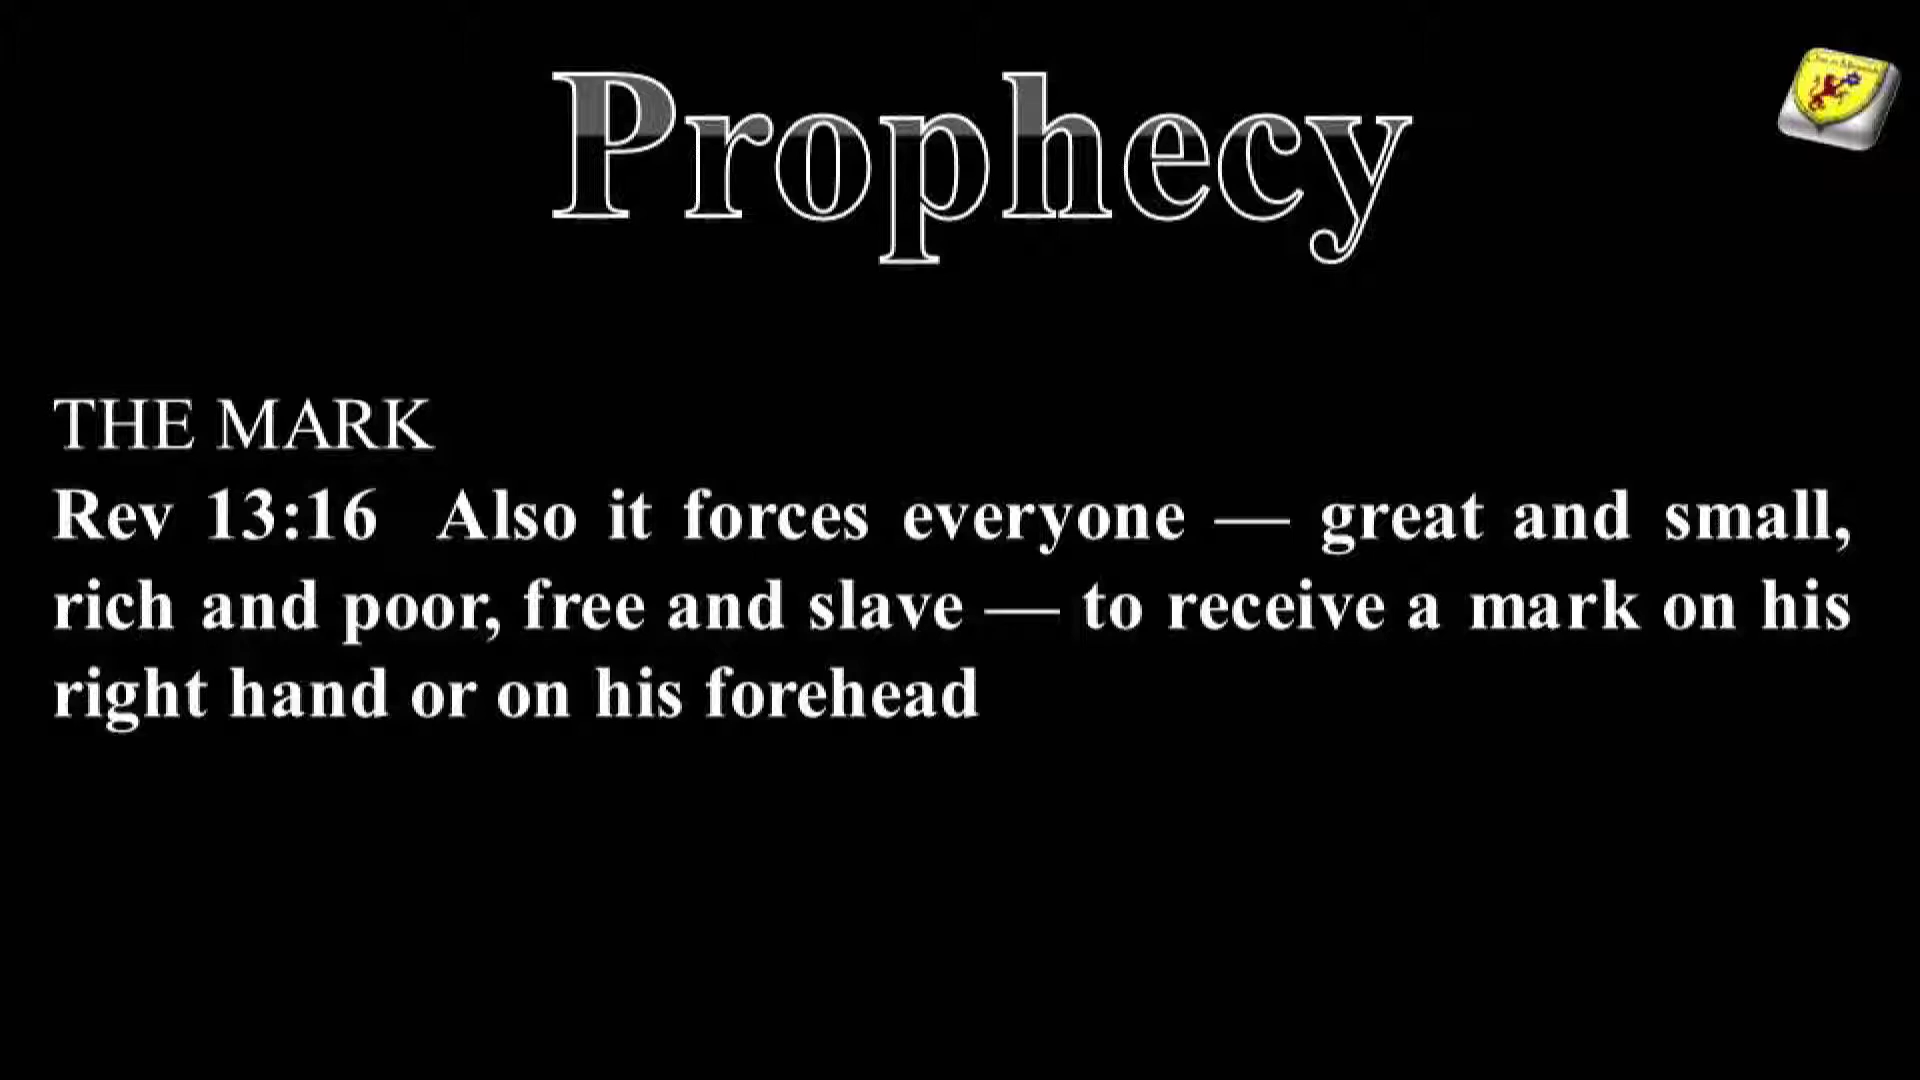 Prophecy
THE MARK
Rev 13:16 Also it forces everyone — great and small,
rich and poor, free and slave — to receive a mark on his
right hand or on his forehead